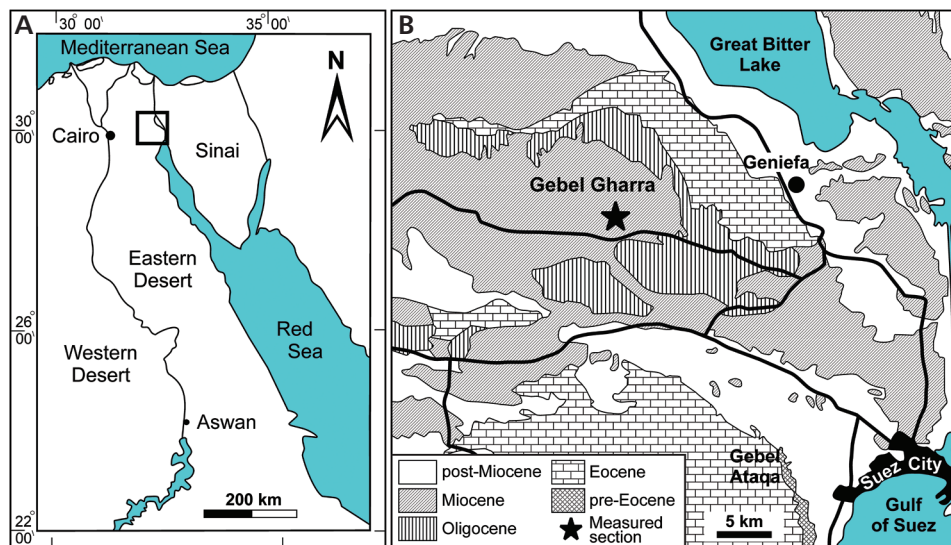 A
30° 00'
35° 00'
Mediterranean Sea
N
30° 00'
Cairo
Sinai
Eastern
Desert
26° 00'
Red
Sea
Western
Desert
Aswan
200 km
22° 00'
B
Great Bitter
Lake
Geniefa
Gebel Gharra
Gebel
Ataqa
Suez City
Gulf
of Suez
5 km
post-Miocene
Miocene
Oligocene
Eocene
pre-Eocene
Measured
section